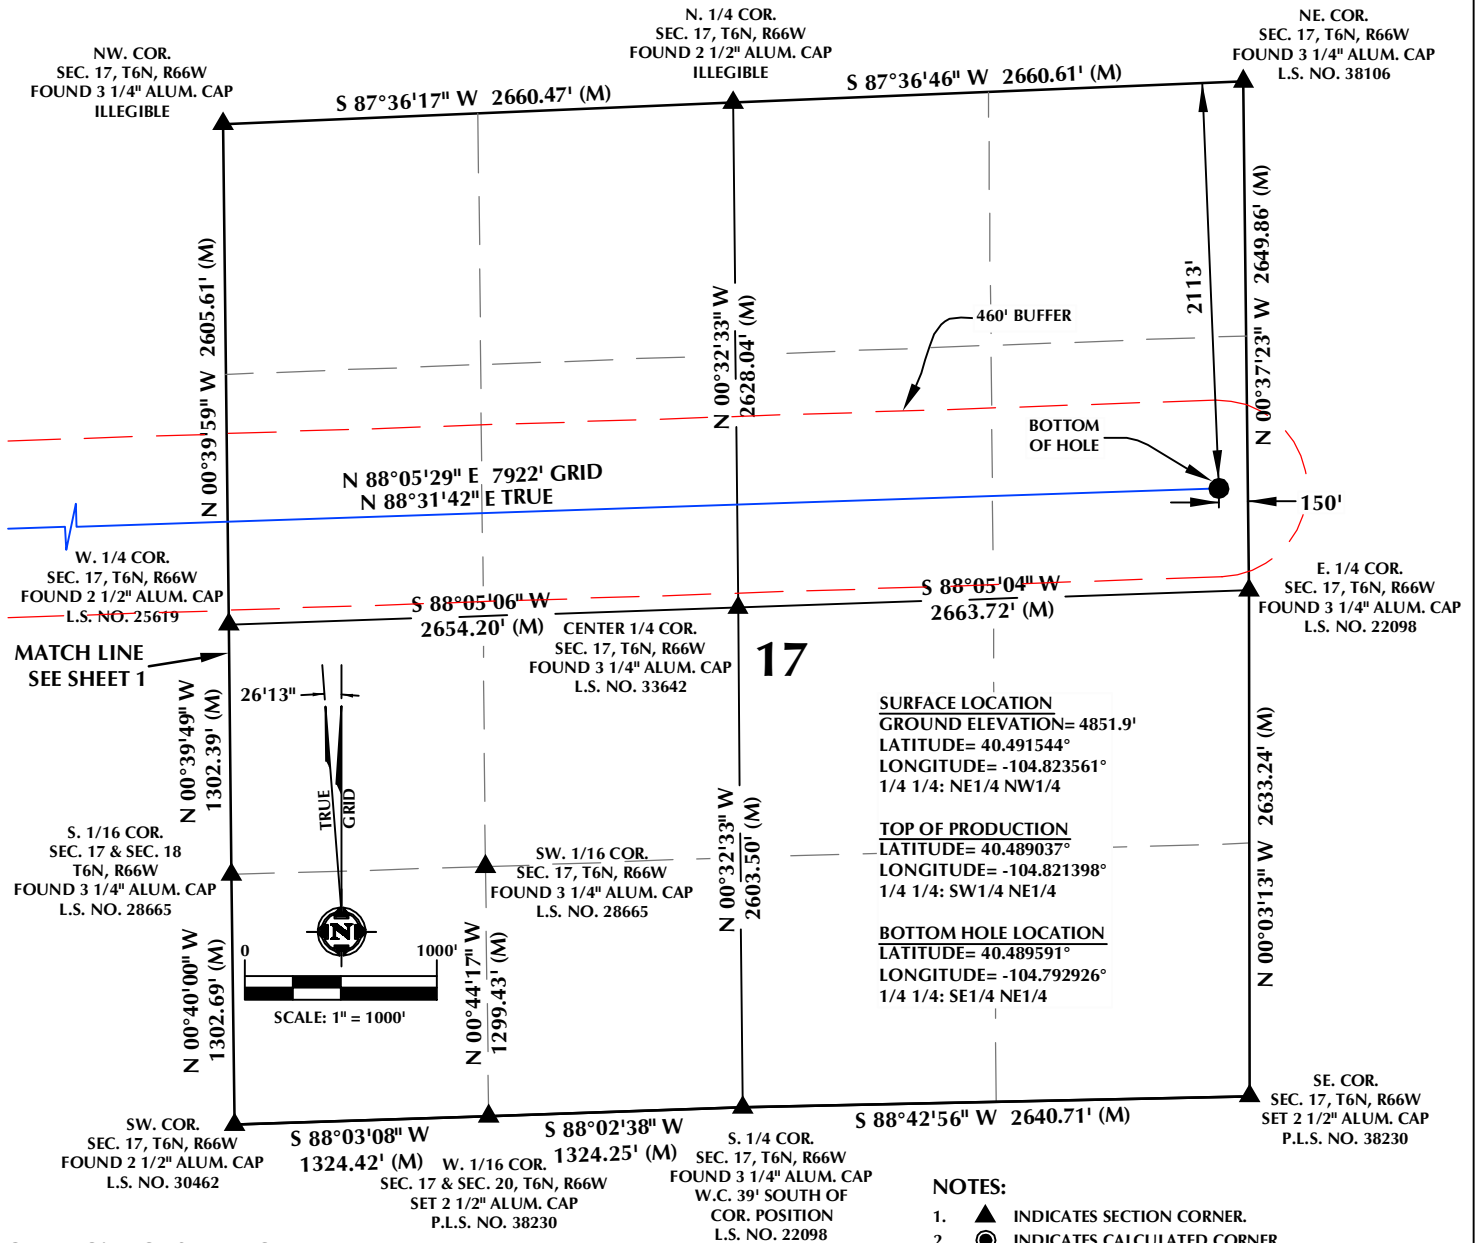 NW. COR.
SEC. 17, T6N, R66W
FOUND 3 1/4" ALUM. CAP
ILLEGIBLE
N. 1/4 COR.
SEC. 17, T6N, R66W
FOUND 2 1/2" ALUM. CAP
ILLEGIBLE
NE. COR.
SEC. 17, T6N, R66W
FOUND 3 1/4" ALUM. CAP
L.S. NO. 38106
S 87°36'17" W 2660.47' (M)
S 87°36'46" W 2660.61' (M)
N 00°39'59" W 2605.61' (M)
N 00°32'33" W
2628.04' (M)
2113'
N 00°37'23" W 2649.86' (M)
460' BUFFER
BOTTOM
OF HOLE
N 88°05'29" E 7922' GRID
N 88°31'42" E TRUE
150'
W. 1/4 COR.
SEC. 17, T6N, R66W
FOUND 2 1/2" ALUM. CAP
L.S. NO. 25619
S 88°05'06" W
2654.20' (M)
S 88°05'04" W
2663.72' (M)
E. 1/4 COR.
SEC. 17, T6N, R66W
FOUND 3 1/4" ALUM. CAP
L.S. NO. 22098
CENTER 1/4 COR.
SEC. 17, T6N, R66W
FOUND 3 1/4" ALUM. CAP
L.S. NO. 33642
17
MATCH LINE
SEE SHEET 1
26'13"
TRUE
GRID
N
N 00°39'49" W
1302.39' (M)
SURFACE LOCATION
GROUND ELEVATION= 4851.9'
LATITUDE= 40.491544°
LONGITUDE= -104.823561°
1/4 1/4: NE1/4 NW1/4
TOP OF PRODUCTION
LATITUDE= 40.489037°
LONGITUDE= -104.821398°
1/4 1/4: SW1/4 NE1/4
BOTTOM HOLE LOCATION
LATITUDE= 40.489591°
LONGITUDE= -104.792926°
1/4 1/4: SE1/4 NE1/4
N 00°03'13" W 2633.24' (M)
S. 1/16 COR.
SEC. 17 & SEC. 18
T6N, R66W
FOUND 3 1/4" ALUM. CAP
L.S. NO. 28665
SW. 1/16 COR.
SEC. 17, T6N, R66W
FOUND 3 1/4" ALUM. CAP
L.S. NO. 28665
N 00°32'33" W
2603.50' (M)
0 1000'
SCALE: 1" = 1000'
N 00°40'00" W
1302.69' (M)
N 00°44'17" W
1299.43' (M)
SW. COR.
SEC. 17, T6N, R66W
FOUND 2 1/2" ALUM. CAP
L.S. NO. 30462
S 88°03'08" W
1324.42' (M)
S 88°02'38" W
1324.25' (M)
S 88°42'56" W 2640.71' (M)
W. 1/16 COR.
SEC. 17 & SEC. 20, T6N, R66W
SET 2 1/2" ALUM. CAP
P.L.S. NO. 38230
S. 1/4 COR.
SEC. 17, T6N, R66W
FOUND 3 1/4" ALUM. CAP
W.C. 39' SOUTH OF
COR. POSITION
L.S. NO. 22098
SE. COR.
SEC. 17, T6N, R66W
SET 2 1/2" ALUM. CAP
P.L.S. NO. 38230
NOTES:
1. INDICATES SECTION CORNER.
2. INDICATES CALCULATED CORNER